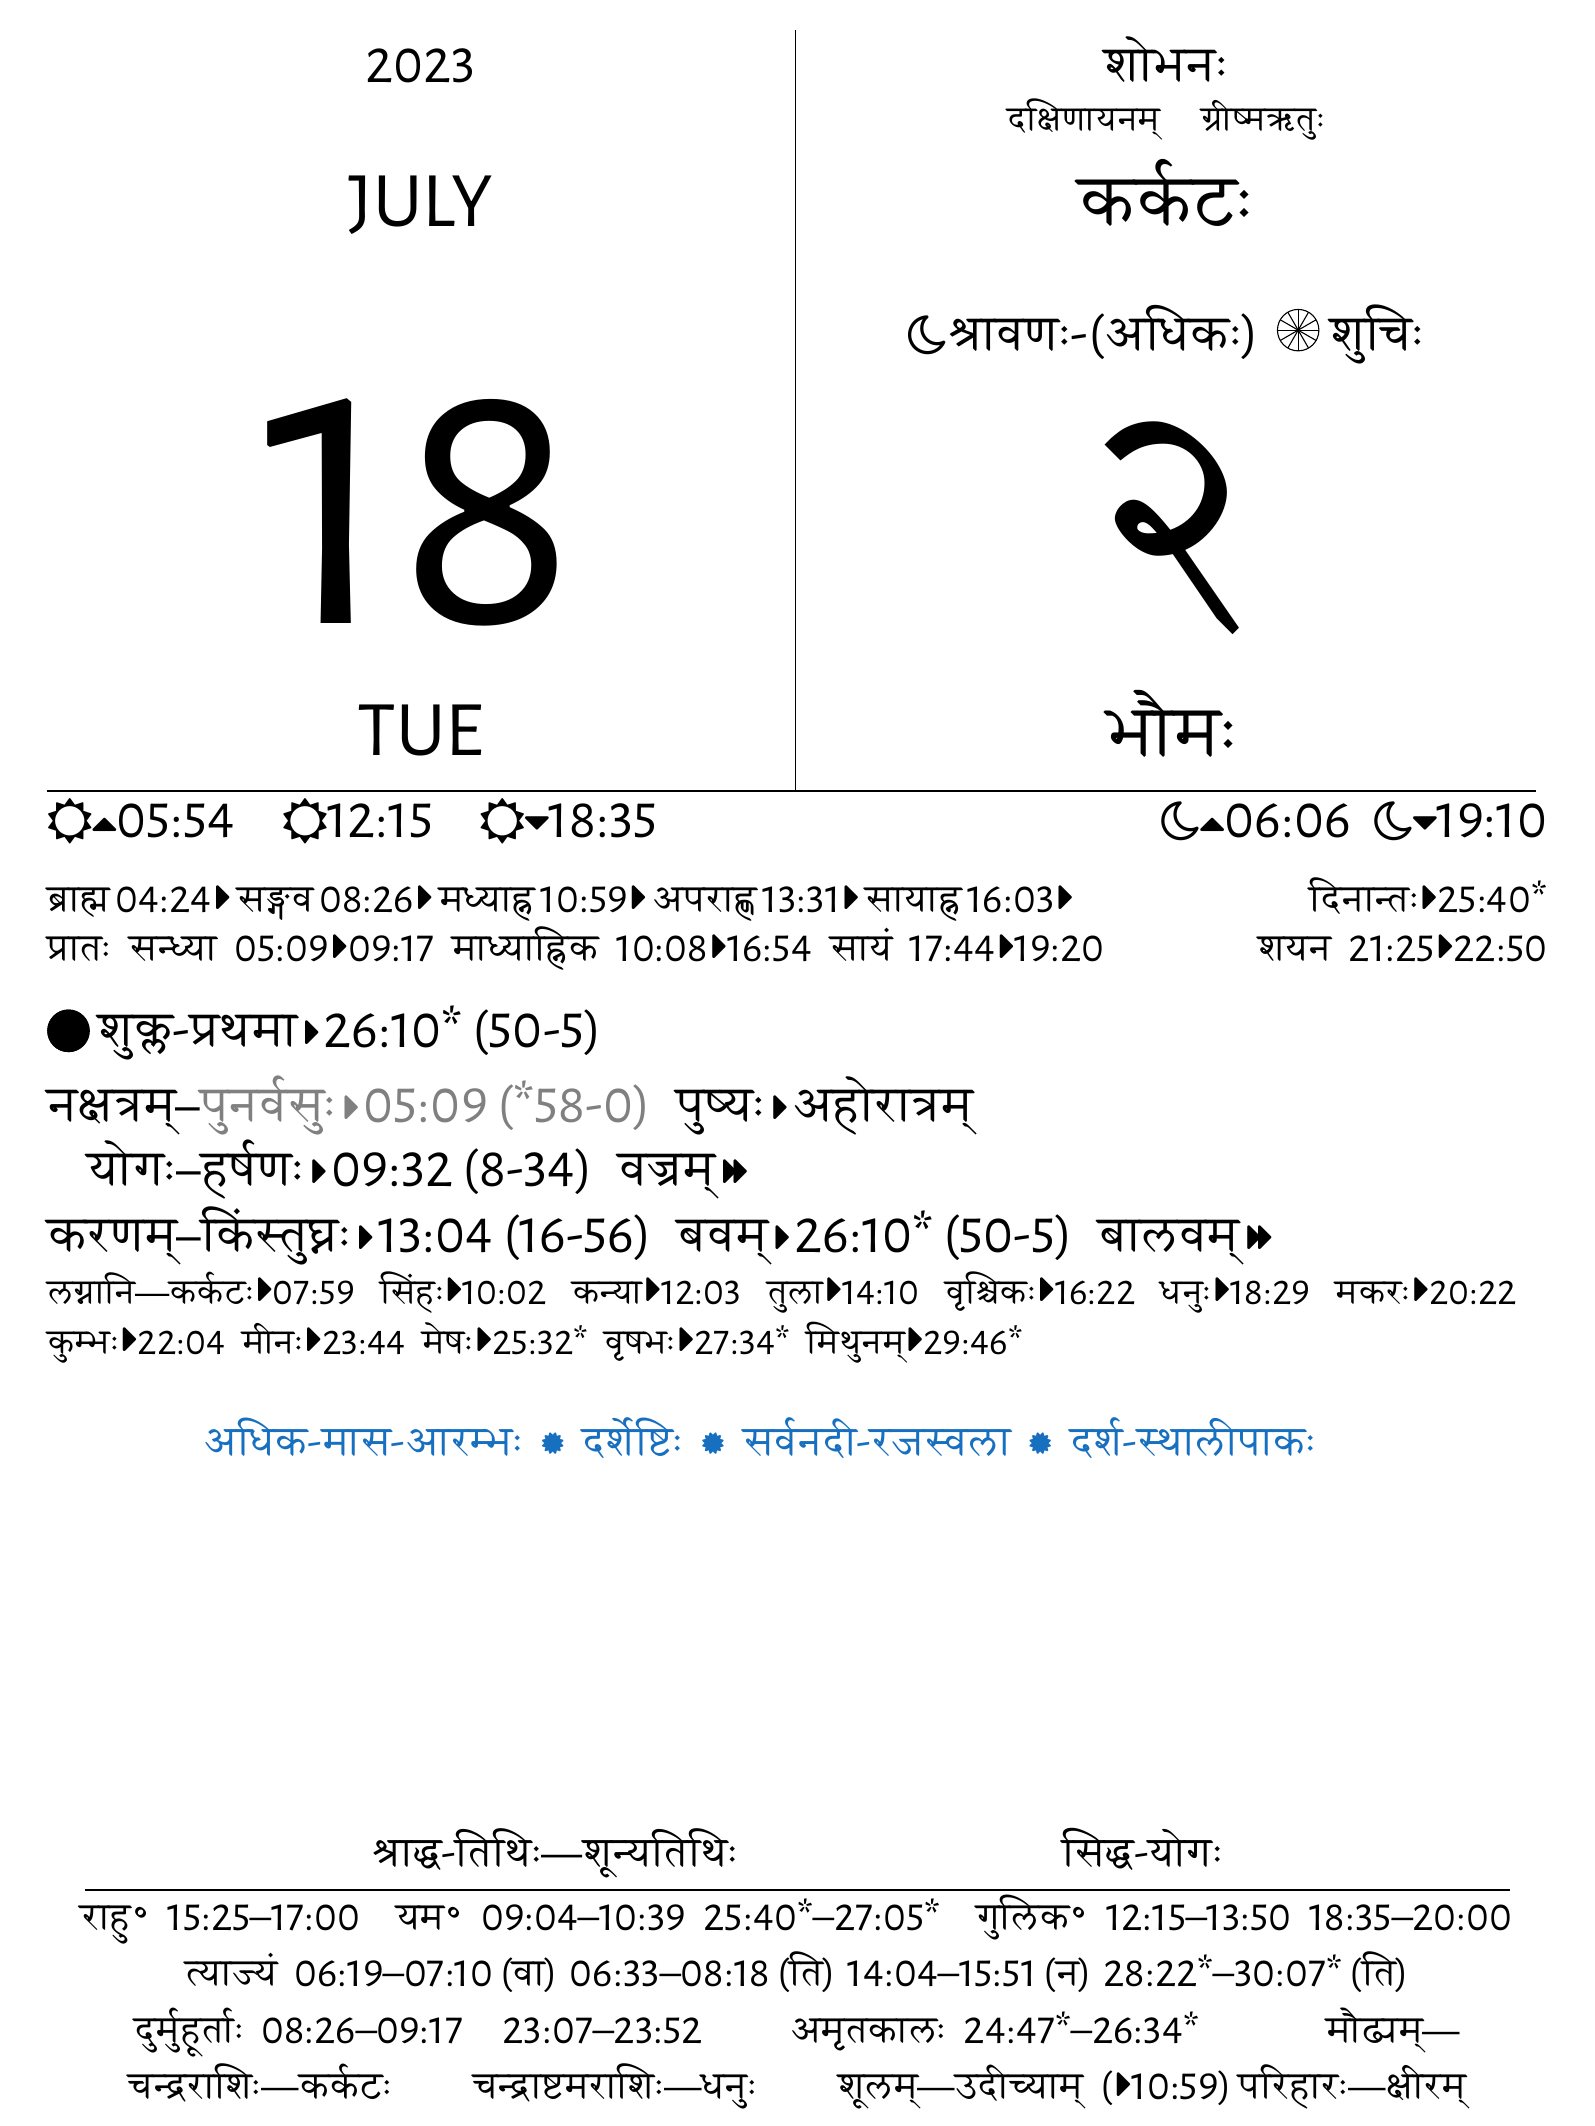 2023
JULY
18
TUE
शोभनः
दक्षिणायनम् ग्रीष्मऋतुः
कर्कटः
श्रावणः-(अधिकः) शुचिः
२
भौमः
05:54 12:15 18:35 06:06 19:10
ब्राह्म 04:24 सङ्गव 08:26 मध्याह्न 10:59 अपराह्ण 13:31 सायाह्न 16:03 दिनान्तः 25:40*
प्रातः सन्ध्या 05:09 09:17 माध्याह्निक 10:08 16:54 सायं 17:44 19:20 शयन 21:25 22:50
शुक्ल-प्रथमा 26:10* (50-5)
नक्षत्रम्–पुनर्वसुः 05:09 (*58-0) पुष्यः अहोरात्रम्
योगः–हर्षणः 09:32 (8-34) वज्रम्
करणम्–किंस्तुघ्नः 13:04 (16-56) बवम् 26:10* (50-5) बालवम्
लग्नानि—कर्कटः 07:59 सिंहः 10:02 कन्या 12:03 तुला 14:10 वृश्चिकः 16:22 धनुः 18:29 मकरः 20:22
कुम्भः 22:04 मीनः 23:44 मेषः 25:32* वृषभः 27:34* मिथुनम् 29:46*
अधिक-मास-आरम्भः दर्शेष्टिः सर्वनदी-रजस्वला दर्श-स्थालीपाकः
श्राद्ध-तिथिः—शून्यतिथिः सिद्ध-योगः
राहु° 15:25–17:00 यम° 09:04–10:39 25:40*–27:05* गुलिक° 12:15–13:50 18:35–20:00
त्याज्यं 06:19–07:10 (वा) 06:33–08:18 (ति) 14:04–15:51 (न) 28:22*–30:07* (ति)
दुर्मुहूर्ताः 08:26–09:17 23:07–23:52 अमृतकालः 24:47*–26:34* मौढ्यम्—
चन्द्रराशिः—कर्कटः चन्द्राष्टमराशिः—धनुः शूलम्—उदीच्याम् (10:59) परिहारः—क्षीरम्